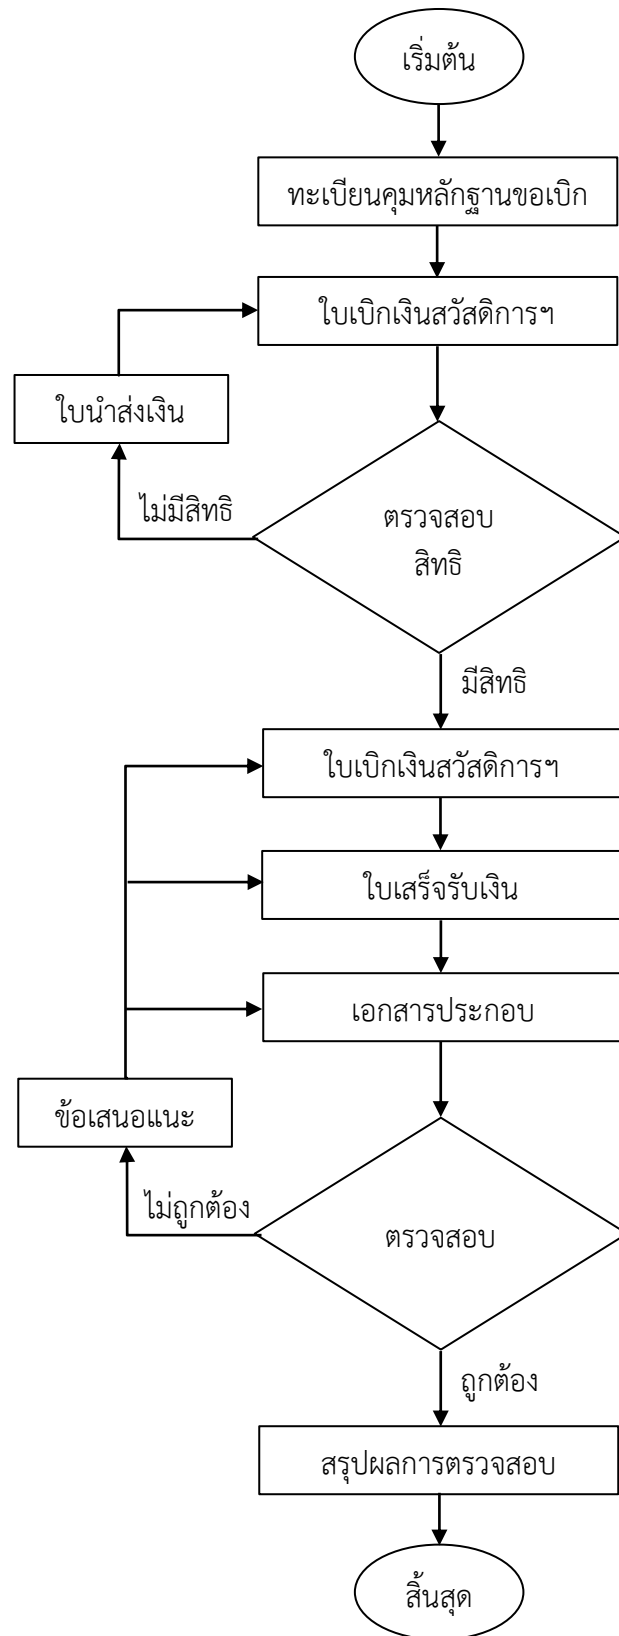 เริ่มต้น
ทะเบียนคุมหลักฐานขอเบิก
ใบเบิกเงินสวัสดิการฯ
ใบนำส่งเงิน
ไม่มีสิทธิ
ตรวจสอบ
สิทธิ
มีสิทธิ
ใบเบิกเงินสวัสดิการฯ
ใบเสร็จรับเงิน
เอกสารประกอบ
ข้อเสนอแนะ
ไม่ถูกต้อง
ตรวจสอบ
ถูกต้อง
สรุปผลการตรวจสอบ
สิ้นสุด